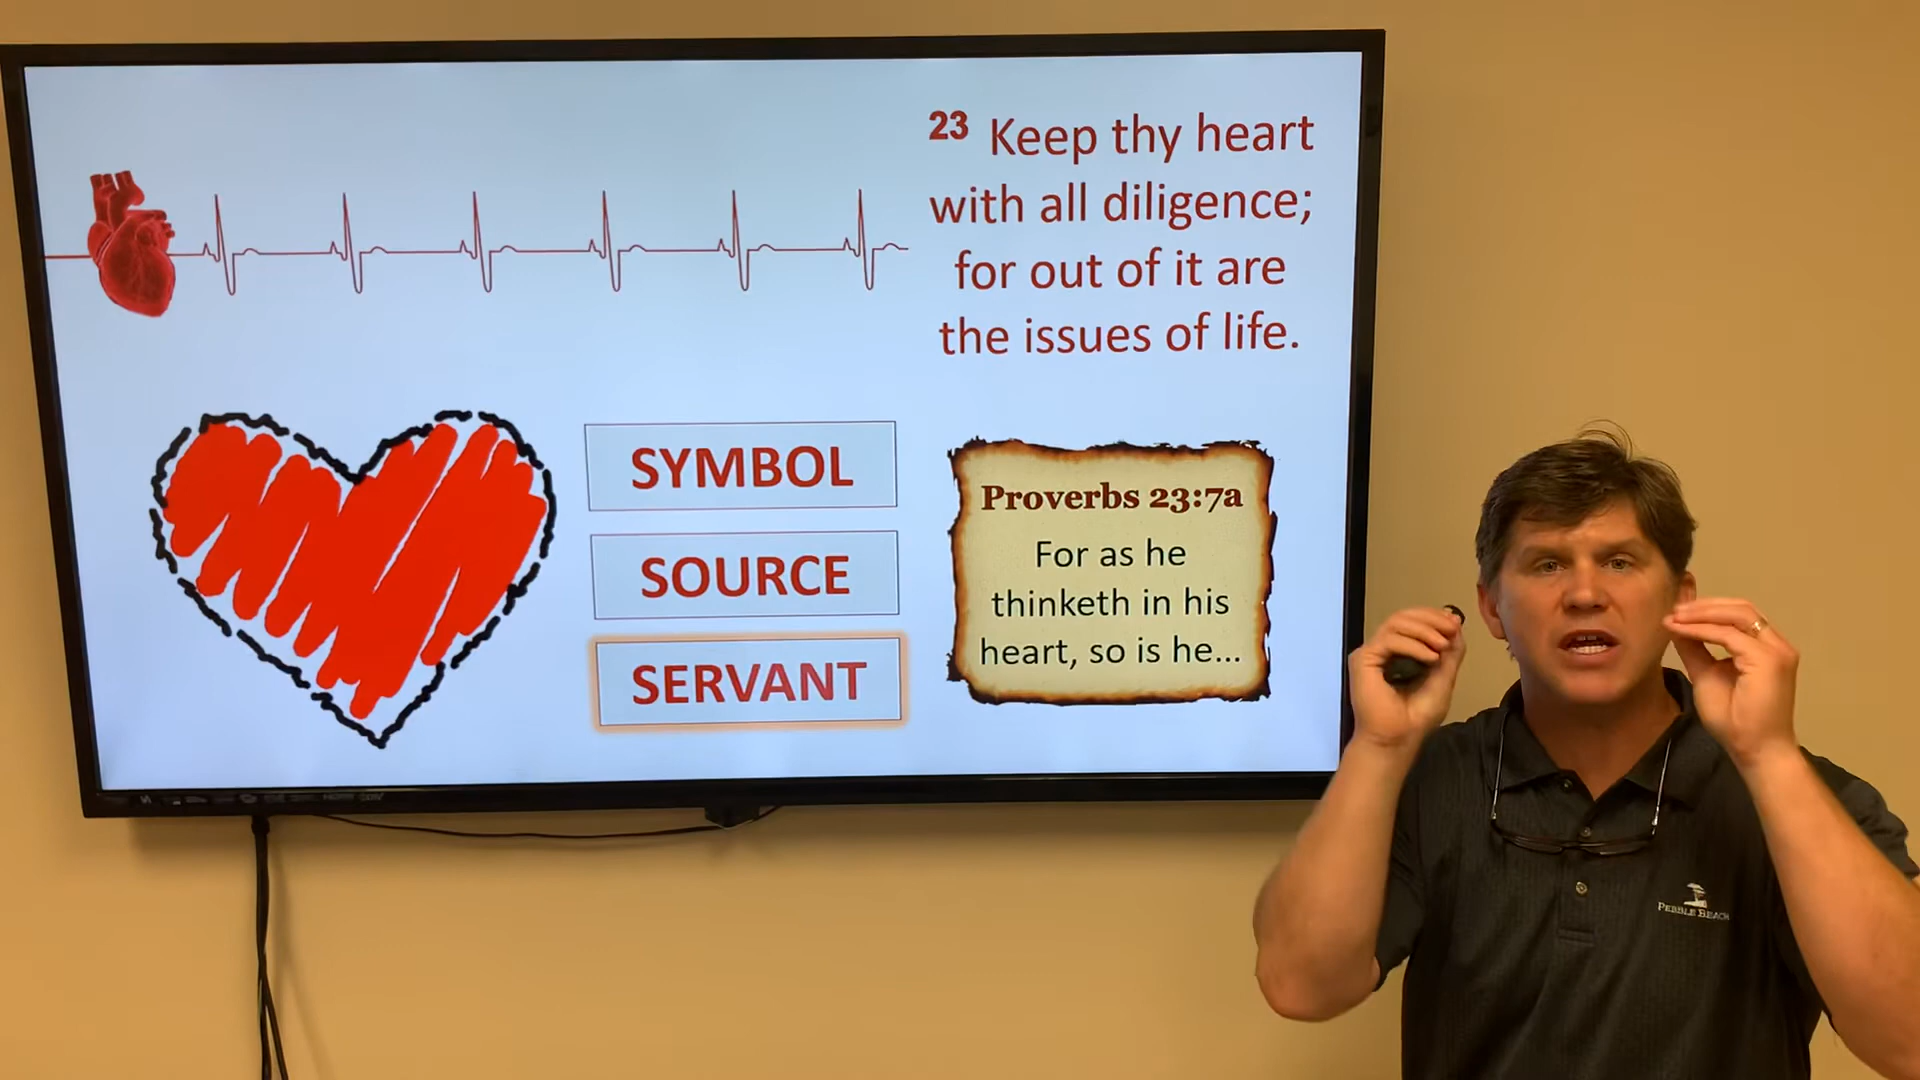 23 Keep thy heart
with all diligence;
for out of it are
the issues of life.
SYMBOL
SOURCE
SERVANT
Proverbs 23:7a
For as he
thinketh in his
heart, so is he...
PEBBLE BEACH